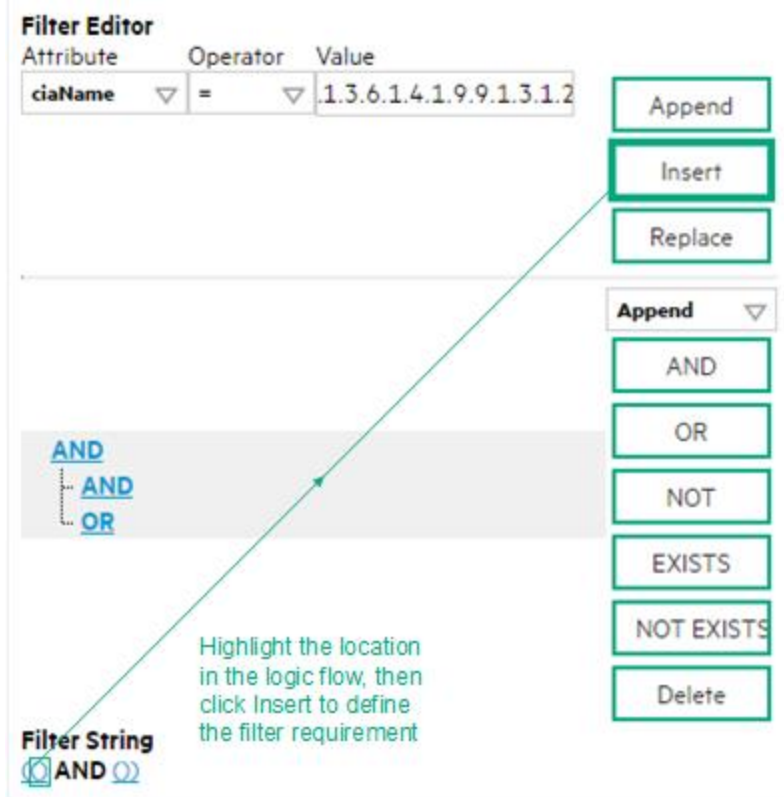 Filter Editor
Attribute Operator Value
ciaName = .1.3.6.1.4.1.9.9.1.3.1.2
Append
Insert
Replace
Append
AND
OR
NOT
EXISTS
NOT EXISTS
Delete
AND
AND
OR
Highlight the location
in the logic flow, then
click Insert to define
the filter requirement
Filter String
(() AND ())